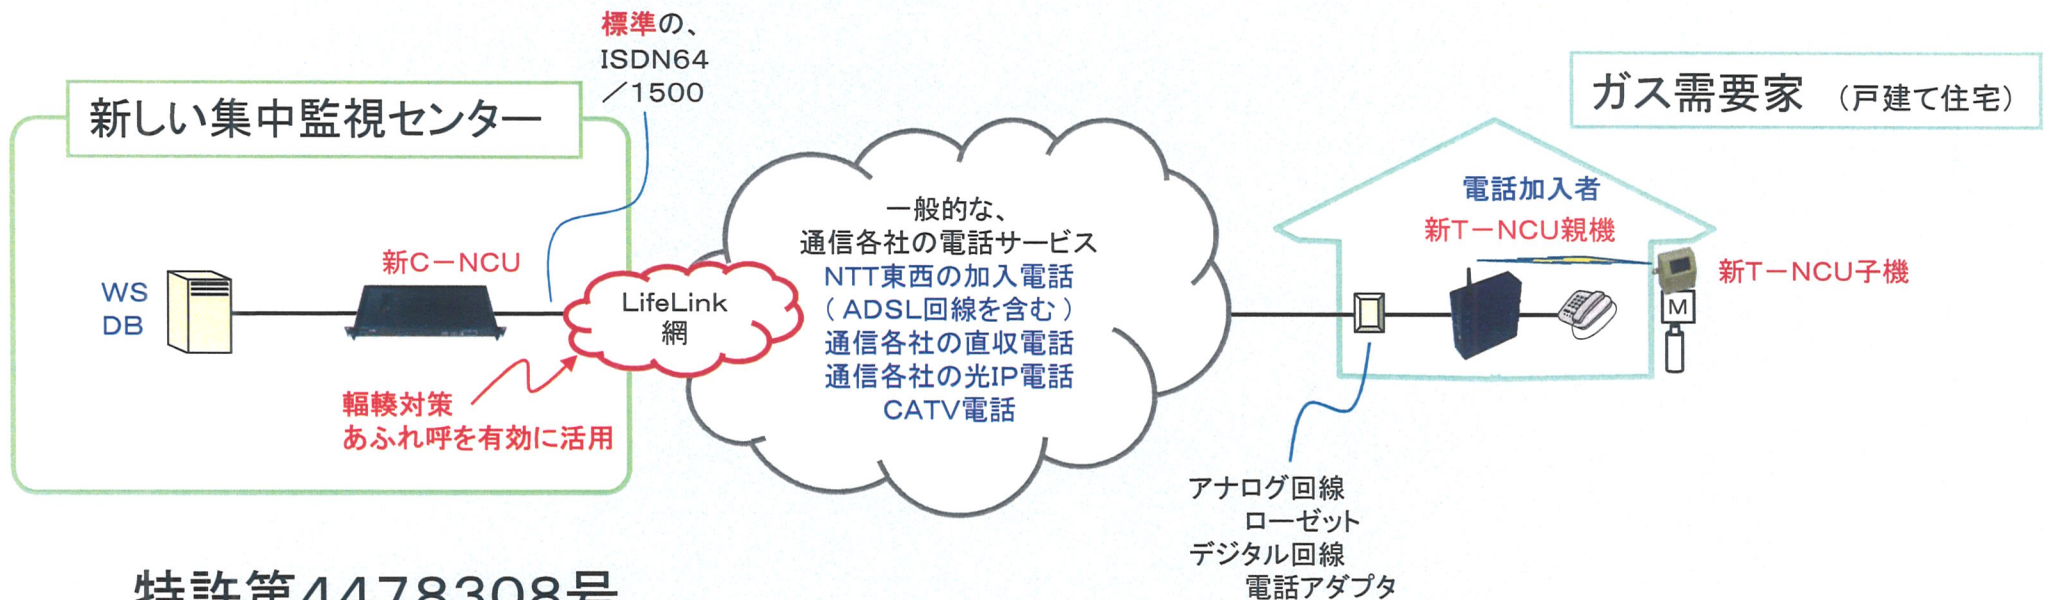 標準の、
ISDN64
／1500
新しい集中監視センター
ガス需要家 （戸建て住宅）
新C－NCU
WS
DB
LifeLink
網
輻輳対策
あふれ呼を有効に活用
一般的な、
通信各社の電話サービス
NTT東西の加入電話
（ADSL回線を含む）
通信各社の直収電話
通信各社の光IP電話
CATV電話
電話加入者
新T－NCU親機
新T－NCU子機
M
アナログ回線
ローゼット
デジタル回線
電話アダプタ
特許第4478308号